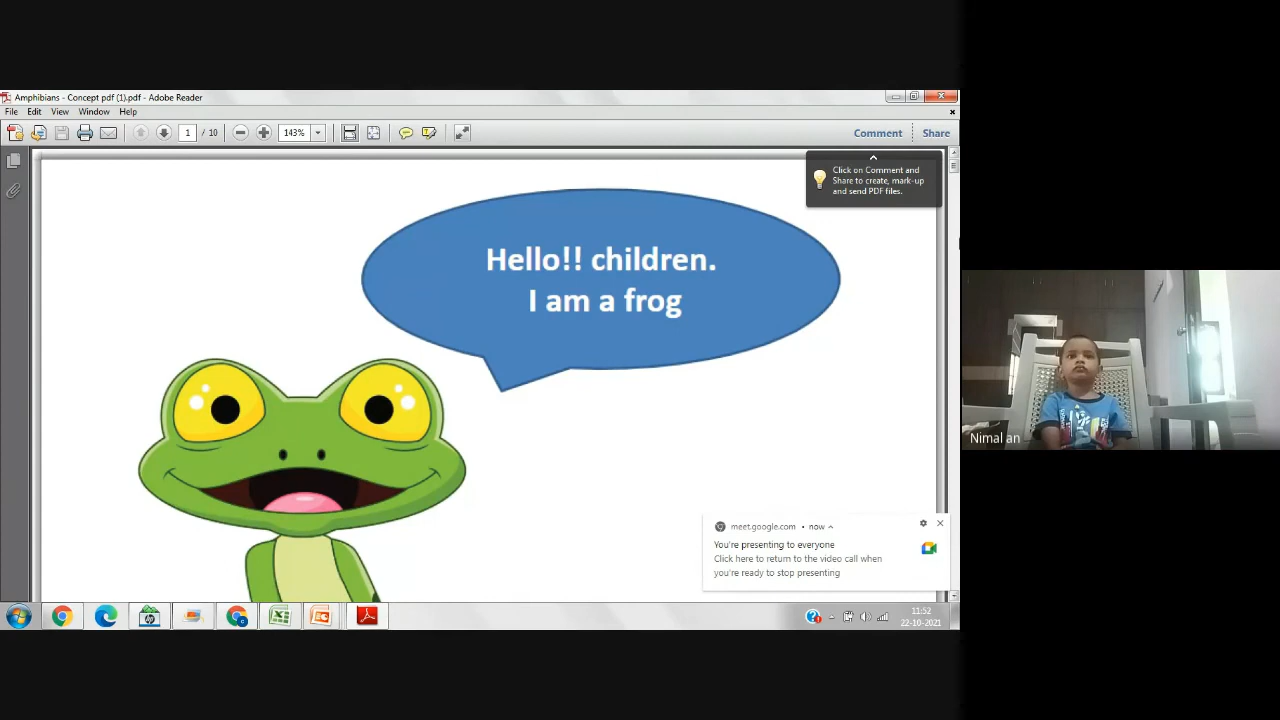 Amphibians - Concept pdf (1).pdf - Adobe Reader
File Edit View Window Help
1 / 10 143% Comment Share
Click on Comment and
Share to create, mark-up
and send PDF files.
Hello!! children.
I am a frog
Nimal an
meet.google.com • now
You're presenting to everyone
Click here to return to the video call when
you're ready to stop presenting
11:52
22-10-2021